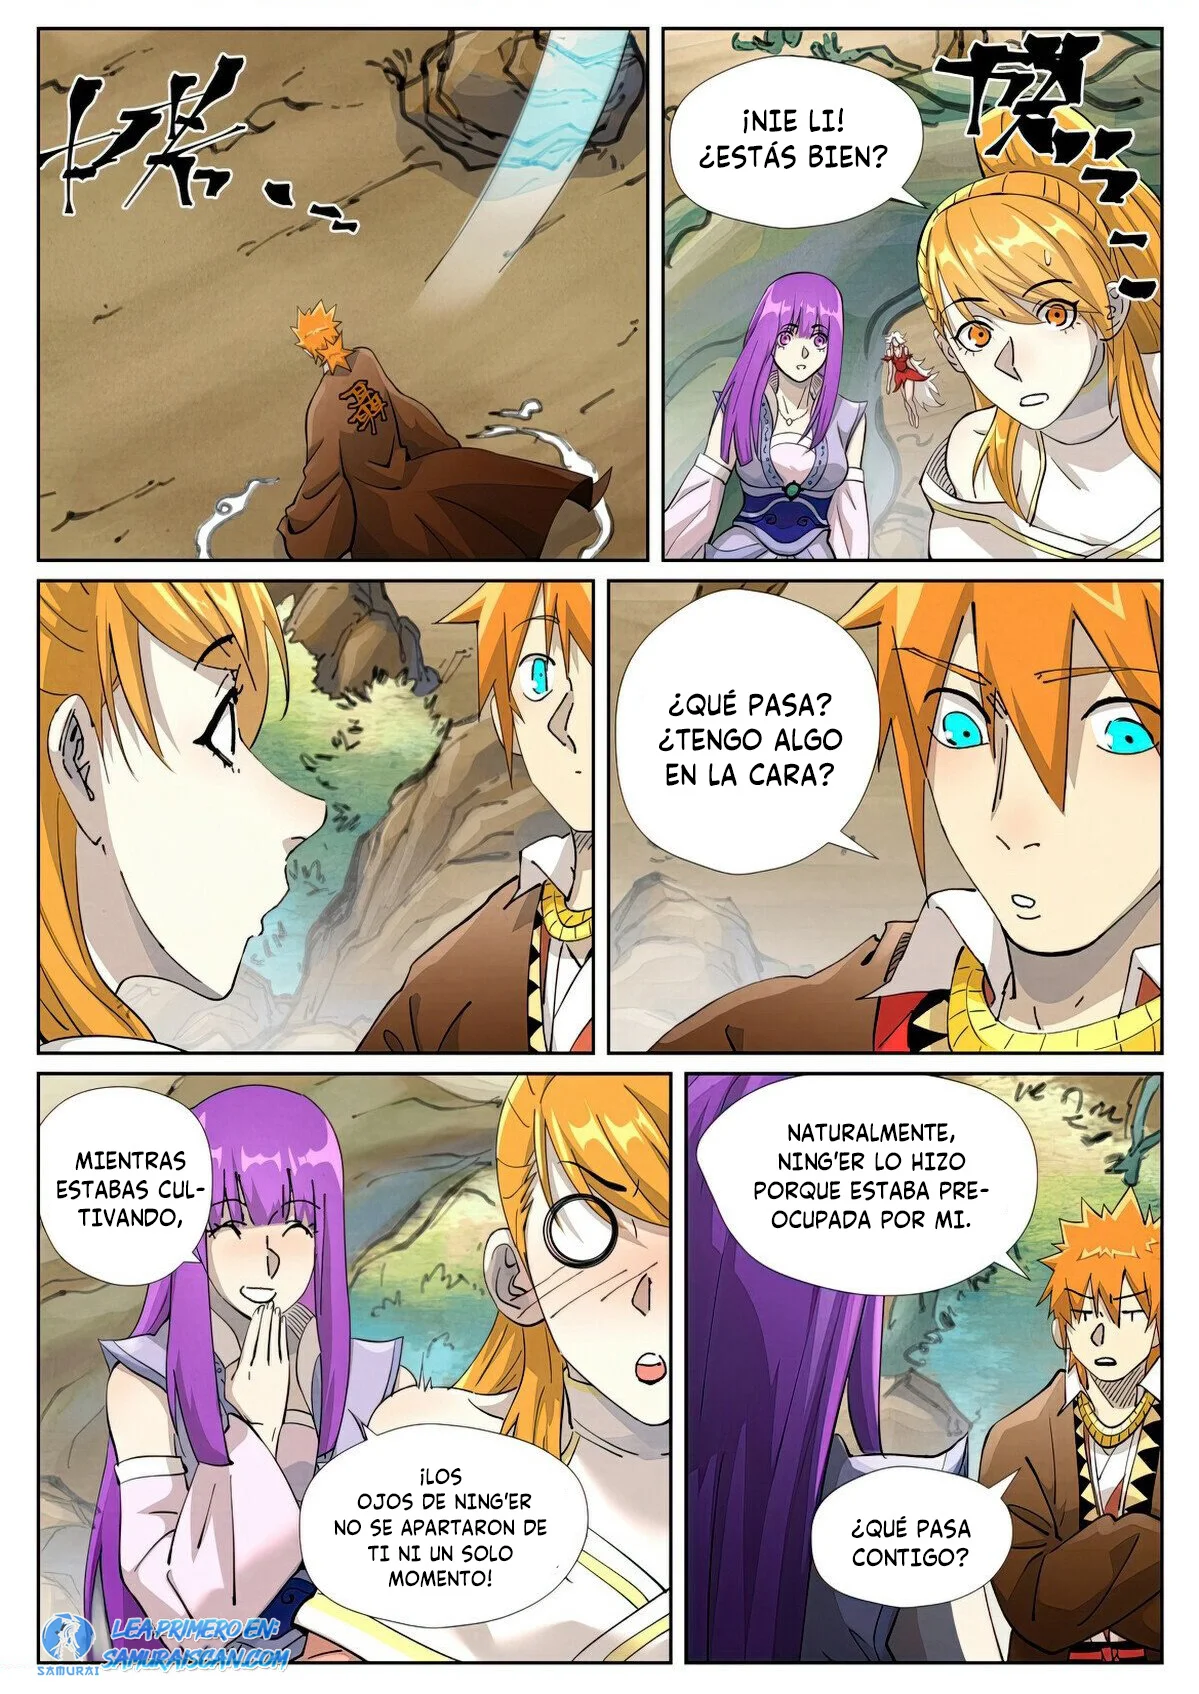 ¡NIE LI!
¿ESTÁS BIEN?
¿QUÉ PASA?
¿TENGO ALGO
EN LA CARA?
MIENTRAS
ESTABAS CUL-
TIVANDO,
¡LOS
OJOS DE NING'ER
NO SE APARTARON DE
TI NI UN SOLO
MOMENTO!
NATURALMENTE,
NING'ER LO HIZO
PORQUE ESTABA PRE-
OCUPADA POR MI.
¿QUÉ PASA
CONTIGO?
LEA PRIMERO EN:
SAMURAISCAN.COM
SAMURAI